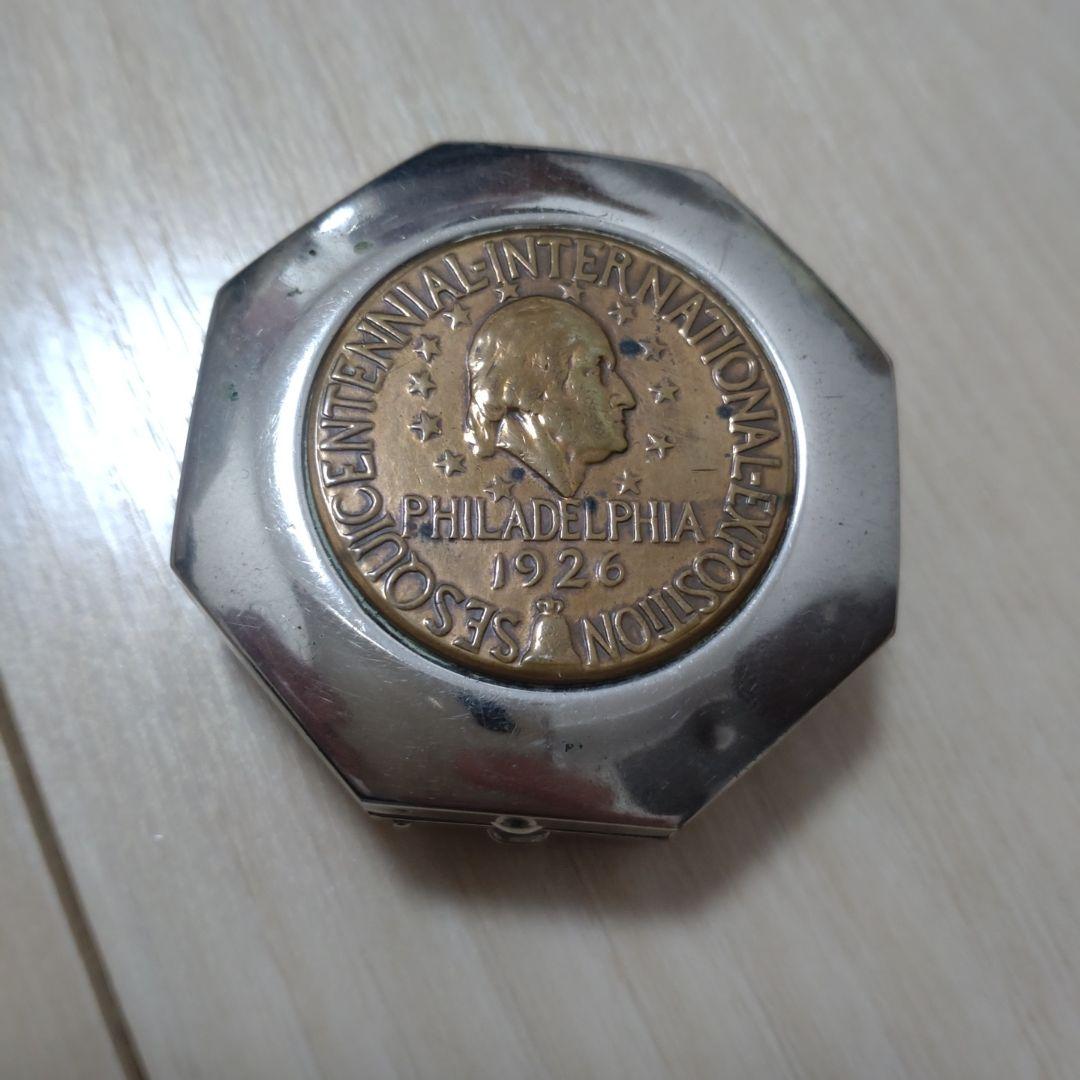 SESQUICENTENNIAL-INTERNATIONAL-EXPOSITION
PHILADELPHIA
1926